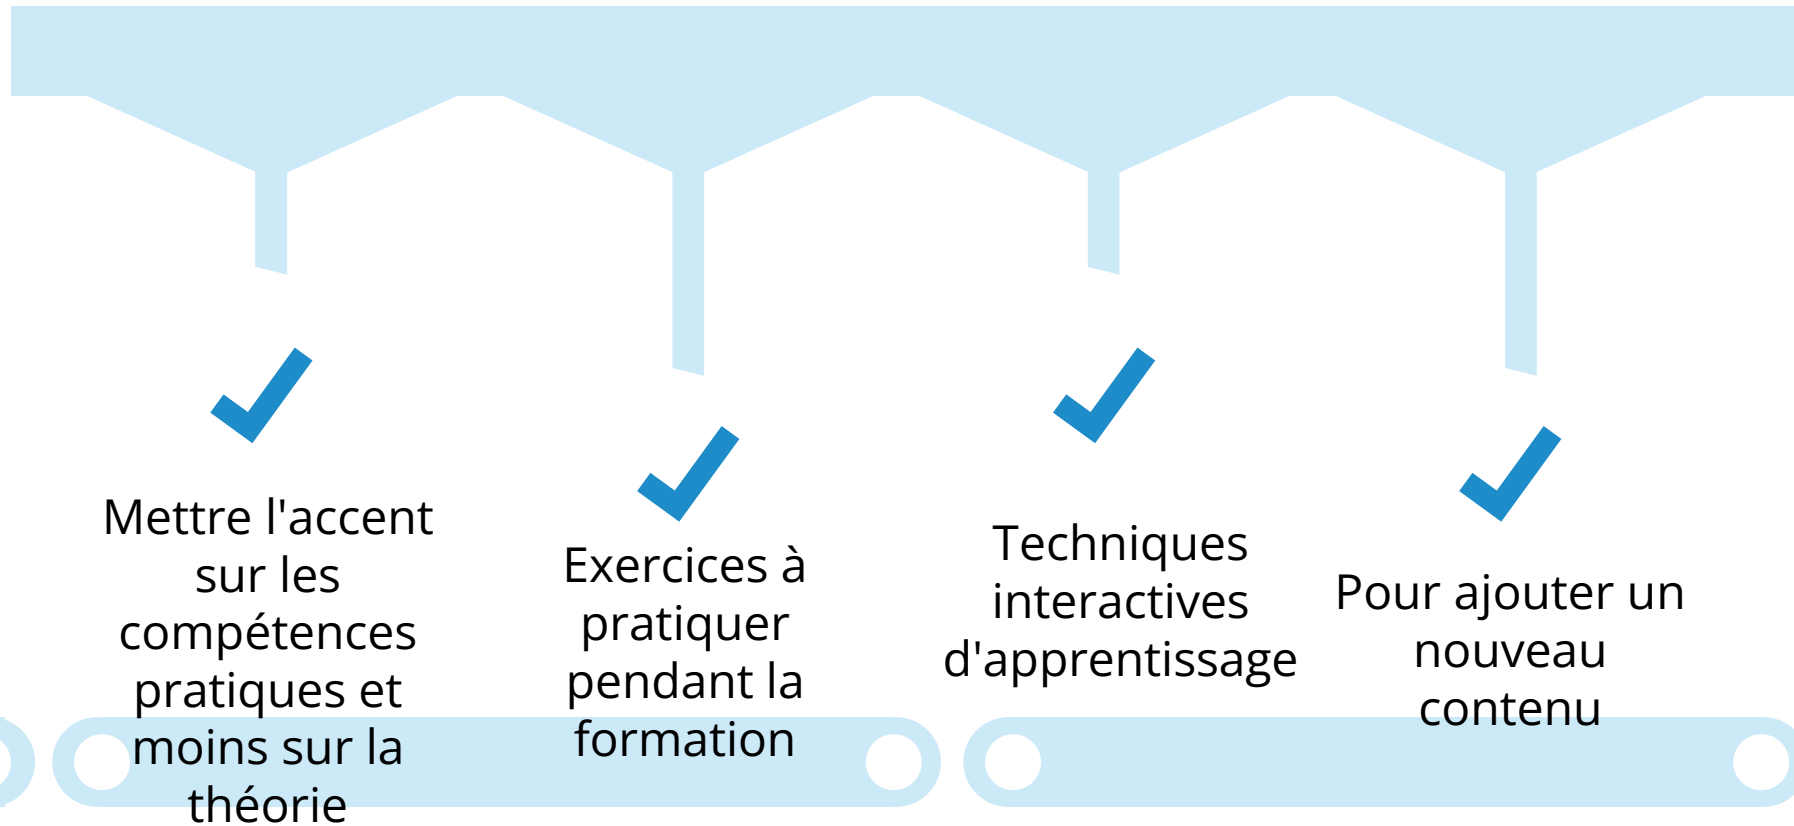 Mettre l'accent
sur les
compétences
pratiques et
moins sur la
théorie
Exercices à
pratiquer
pendant la
formation
Techniques
interactives
d'apprentissage
Pour ajouter un
nouveau
contenu